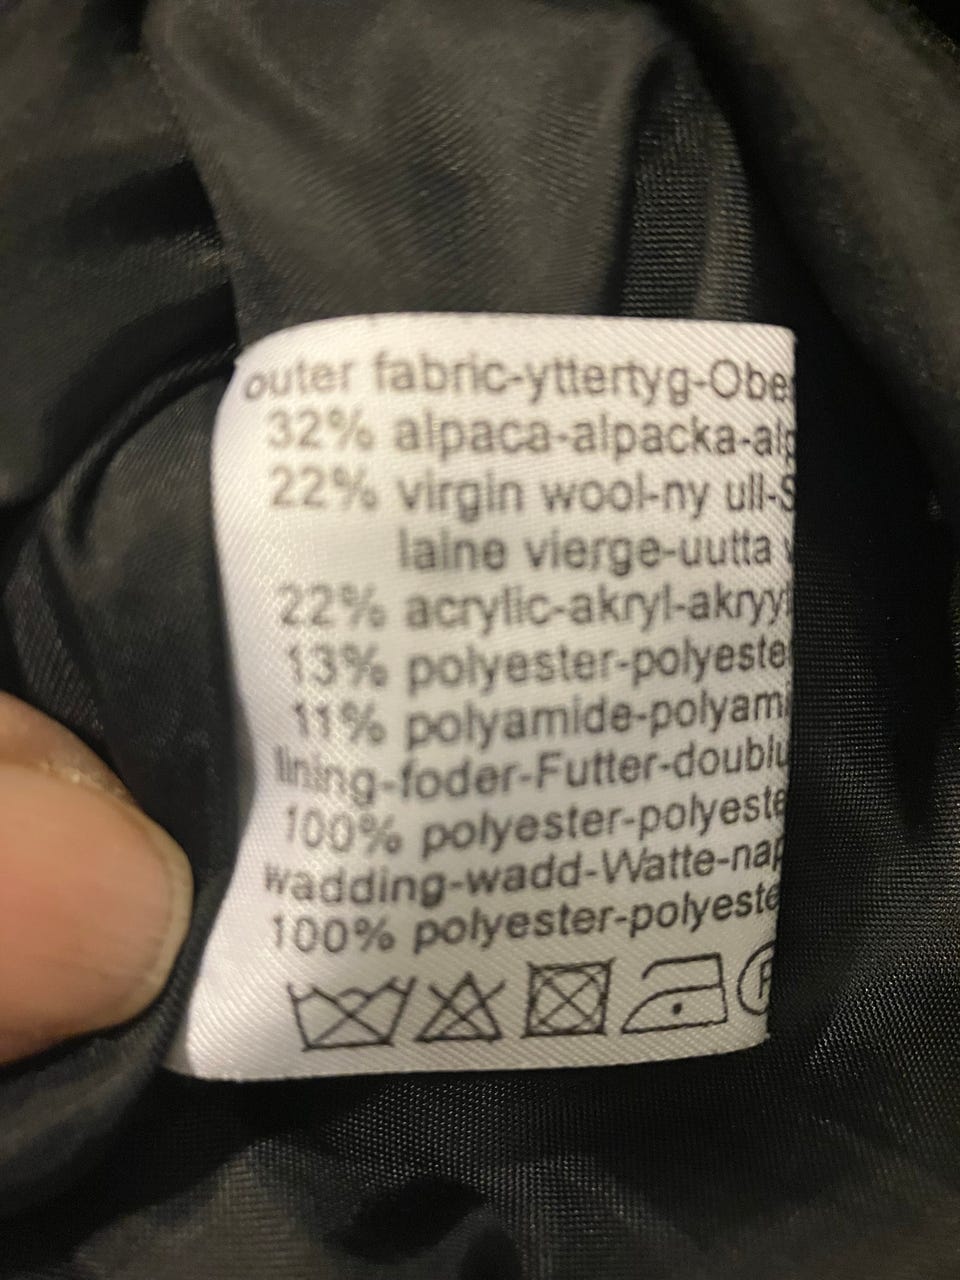 outer fabric-yttertyg-Obe
32% alpaca-alpacka-alp
22% virgin wool-ny ull-S
laine vierge-uutta
22% acrylic-akryl-akryy
13% polyester-polyeste
11% polyamide-polyam
lining-foder-Futter-doublu
100% polyester-polyeste
wadding-wadd-Watte-nap
100% polyester-polyeste
P